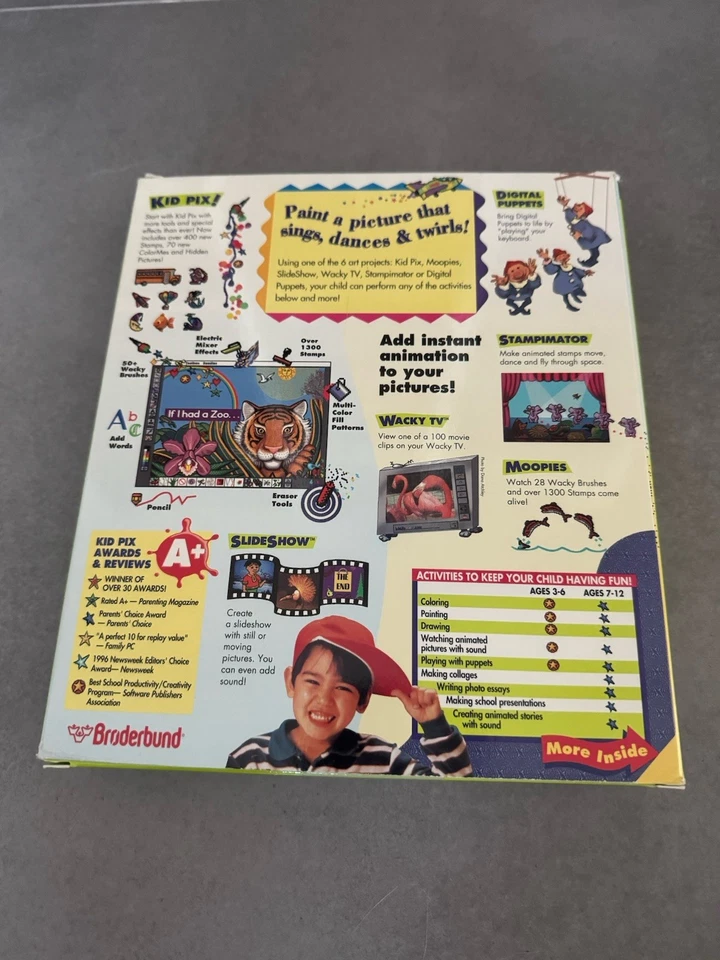 KID PIX!
Start with Kid Pix with
more tools and special
effects than ever! Now
includes over 400 new
Stamps, 70 new
ColorMes and Hidden
Pictures!
Paint a picture that
sings, dances & twirls!
Using one of the 6 art projects: Kid Pix, Moopies,
SlideShow, Wacky TV, Stampimator or Digital
Puppets, your child can perform any of the activities
below and more!
DIGITAL
PUPPETS
Bring Digital
Puppets to life by
"playing" your
keyboard.
Electric
Mixer
Effects
Over
1300
Stamps
50+
Wacky
Brushes
If I had a Zoo...
Multi-
Color
Fill
Patterns
Abc
Add
Words
Pencil
Eraser
Tools
Add instant
animation
to your
pictures!
STAMPIMATOR
Make animated stamps move,
dance and fly through space.
WACKY TV™
View one of a 100 movie
clips on your Wacky TV.
MOOPIES
Watch 28 Wacky Brushes
and over 1300 Stamps come
alive!
KID PIX
AWARDS
& REVIEWS
A+
WINNER OF
OVER 30 AWARDS!
Rated A+ — Parenting Magazine
Parents' Choice Award
— Parents' Choice
"A perfect 10 for replay value"
— Family PC
1996 Newsweek Editors' Choice
Award— Newsweek
Best School Productivity/Creativity
Program— Software Publishers
Association
SLIDESHOW™
THE
END
Create
a slideshow
with still or
moving
pictures. You
can even add
sound!
ACTIVITIES TO KEEP YOUR CHILD HAVING FUN!
AGES 3-6 AGES 7-12
Coloring
Painting
Drawing
Watching animated
pictures with sound
Playing with puppets
Making collages
Writing photo essays
Making school presentations
Creating animated stories
with sound
Brøderbund®
More Inside